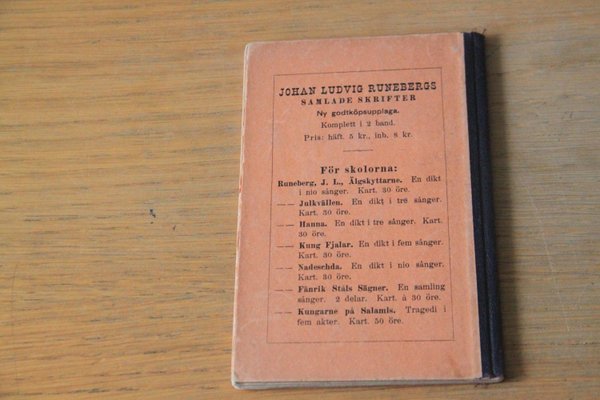 JOHAN LUDVIG RUNEBERGS
SAMLADE SKRIFTER
Ny godtköpsupplaga.
Komplett i 2 band.
Pris: häft. 5 kr., inb. 8 kr.
För skolorna:
Runeberg, J. L., Älgskyttarne. En dikt
i nio sånger. Kart. 30 öre.
— — Julkvällen. En dikt i tre sånger.
Kart. 30 öre.
— — Hanna. En dikt i tre sånger. Kart.
30 öre.
— — Kung Fjalar. En dikt i fem sånger.
Kart. 30 öre.
— — Nadeschda. En dikt i nio sånger.
Kart. 30 öre.
— — Fänrik Ståls Sägner. En samling
sånger. 2 delar. Kart. à 30 öre.
— — Kungarne på Salamis. Tragedi i
fem akter. Kart. 50 öre.